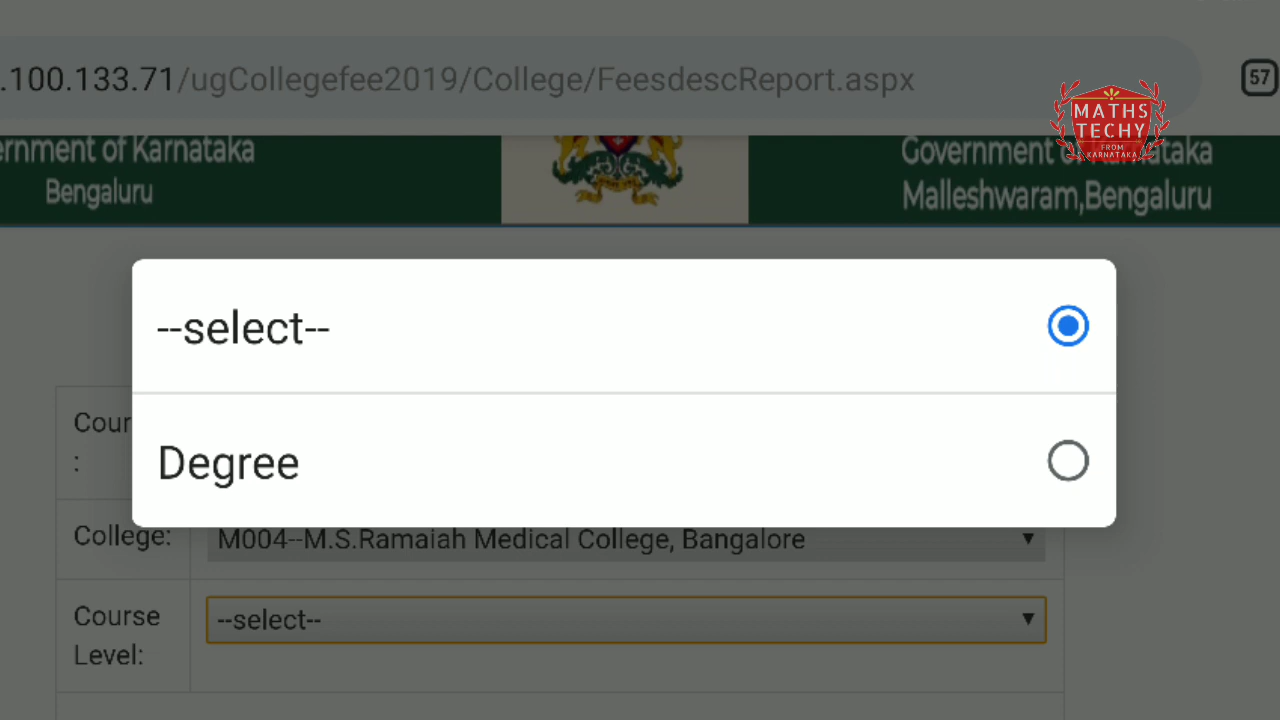 .100.133.71/ugCollegefee2019/College/FeesdescReport.aspx
57
MATHS
TECHY
FROM
KARNATAKA
ernment of Karnataka
Bengaluru
Government of Karnataka
Malleshwaram,Bengaluru
--select--
Degree
Cour
:
College:
M004--M.S.Ramaiah Medical College, Bangalore
Course
Level:
--select--